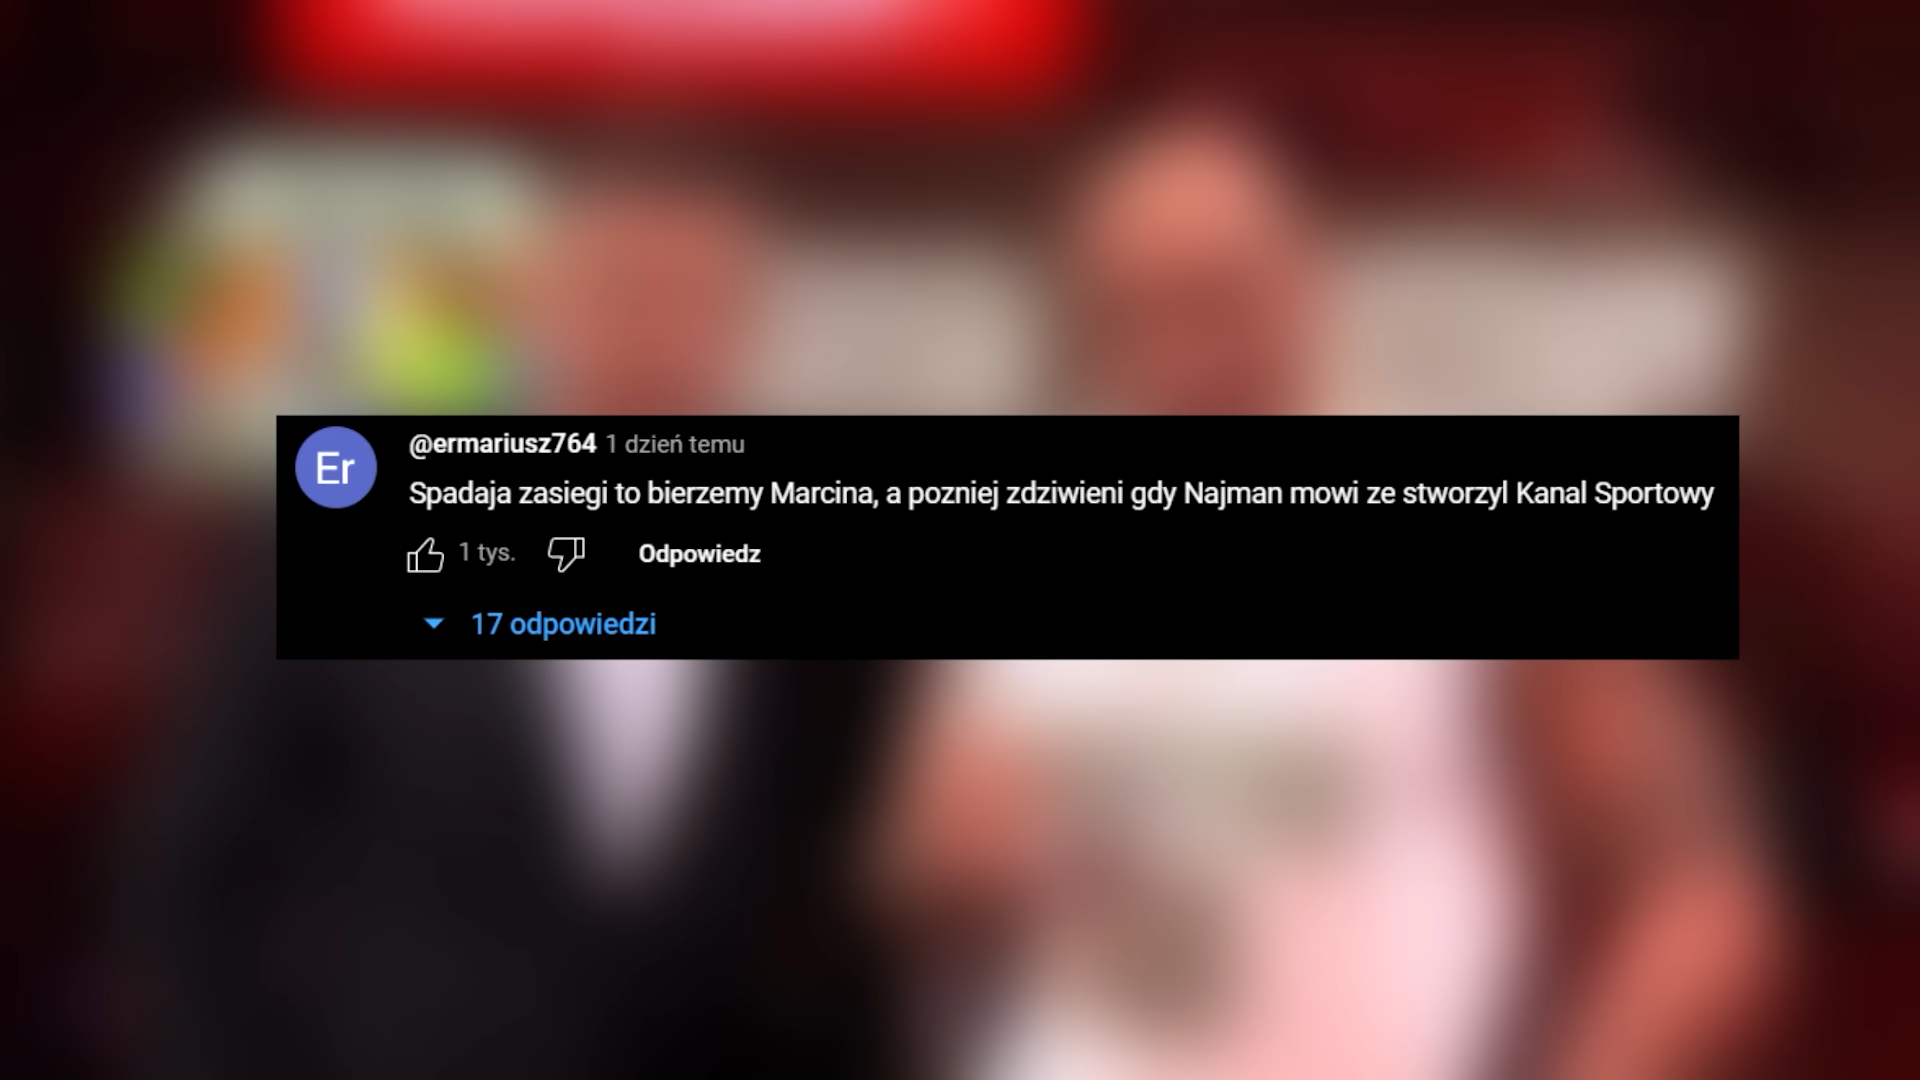 Er
@ermariusz764 1 dzień temu
Spadaja zasiegi to bierzemy Marcina, a pozniej zdziwieni gdy Najman mowi ze stworzyl Kanal Sportowy
1 tys. Odpowiedz
17 odpowiedzi